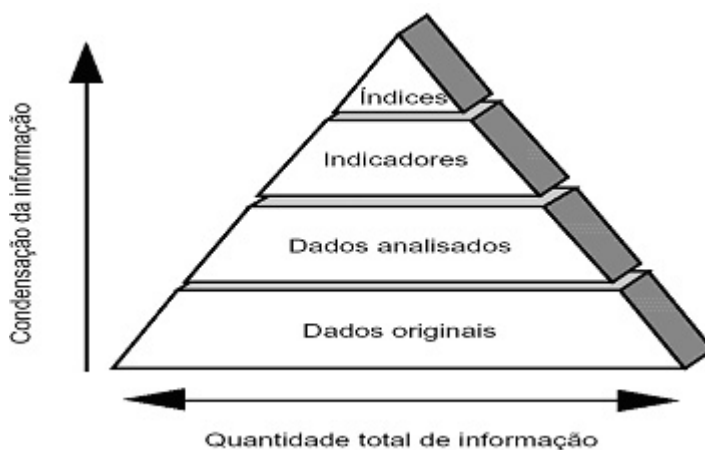 Condensação da informação
Índices
Indicadores
Dados analisados
Dados originais
Quantidade total de informação